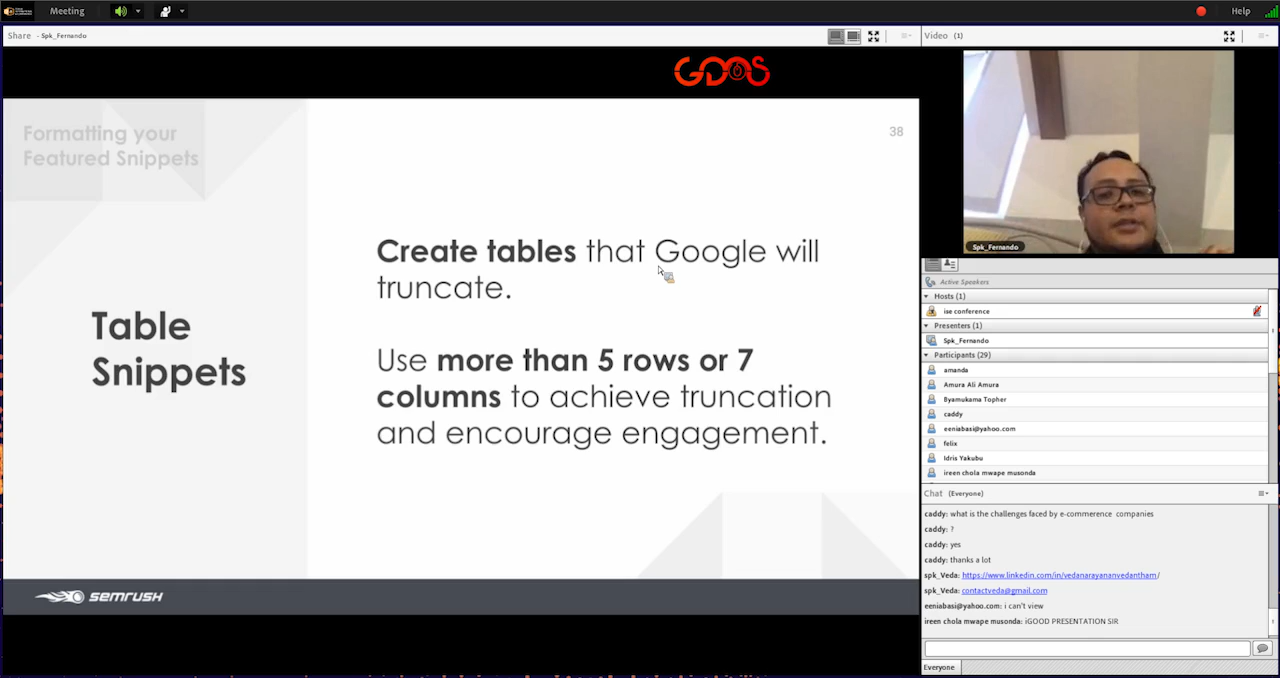 Meeting
Help
Share - Spk_Fernando
GDOS
Formatting your
Featured Snippets
38
Table
Snippets
Create tables that Google will
truncate.
Use more than 5 rows or 7
columns to achieve truncation
and encourage engagement.
SEMRUSH
Video (1)
Spk_Fernando
Active Speakers
Hosts (1)
ise conference
Presenters (1)
Spk_Fernando
Participants (29)
amanda
Amura Ali Amura
Byamukama Topher
caddy
eeniabasi@yahoo.com
felix
Idris Yakubu
ireen chola mwape musonda
Chat (Everyone)
caddy: what is the challenges faced by e-commerence companies
caddy: ?
caddy: yes
caddy: thanks a lot
spk_Veda: https://www.linkedin.com/in/vedanarayananvedantham/
spk_Veda: contactveda@gmail.com
eeniabasi@yahoo.com: i can't view
ireen chola mwape musonda: iGOOD PRESENTATION SIR
Everyone